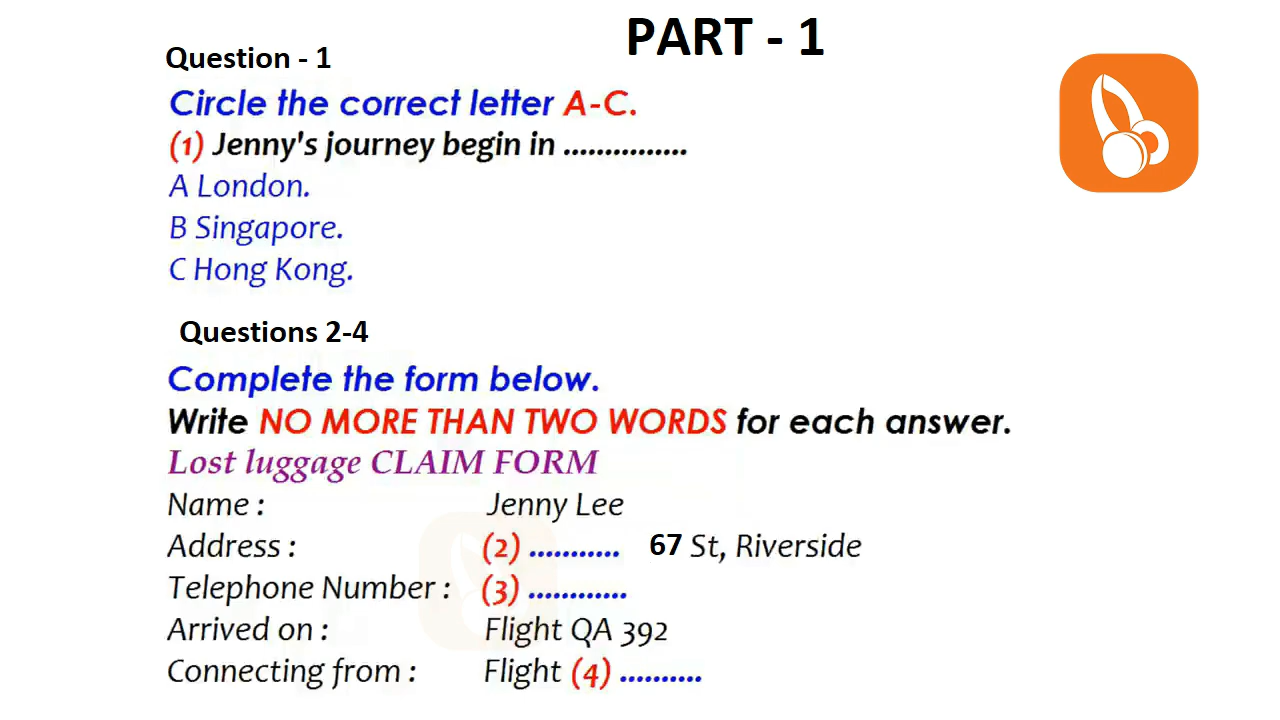 PART - 1
Question - 1
Circle the correct letter A-C.
(1) Jenny's journey begin in ...............
A London.
B Singapore.
C Hong Kong.
Questions 2-4
Complete the form below.
Write NO MORE THAN TWO WORDS for each answer.
Lost luggage CLAIM FORM
Name : Jenny Lee
Address : (2) ........... 67 St, Riverside
Telephone Number : (3) ............
Arrived on : Flight QA 392
Connecting from : Flight (4) ..........